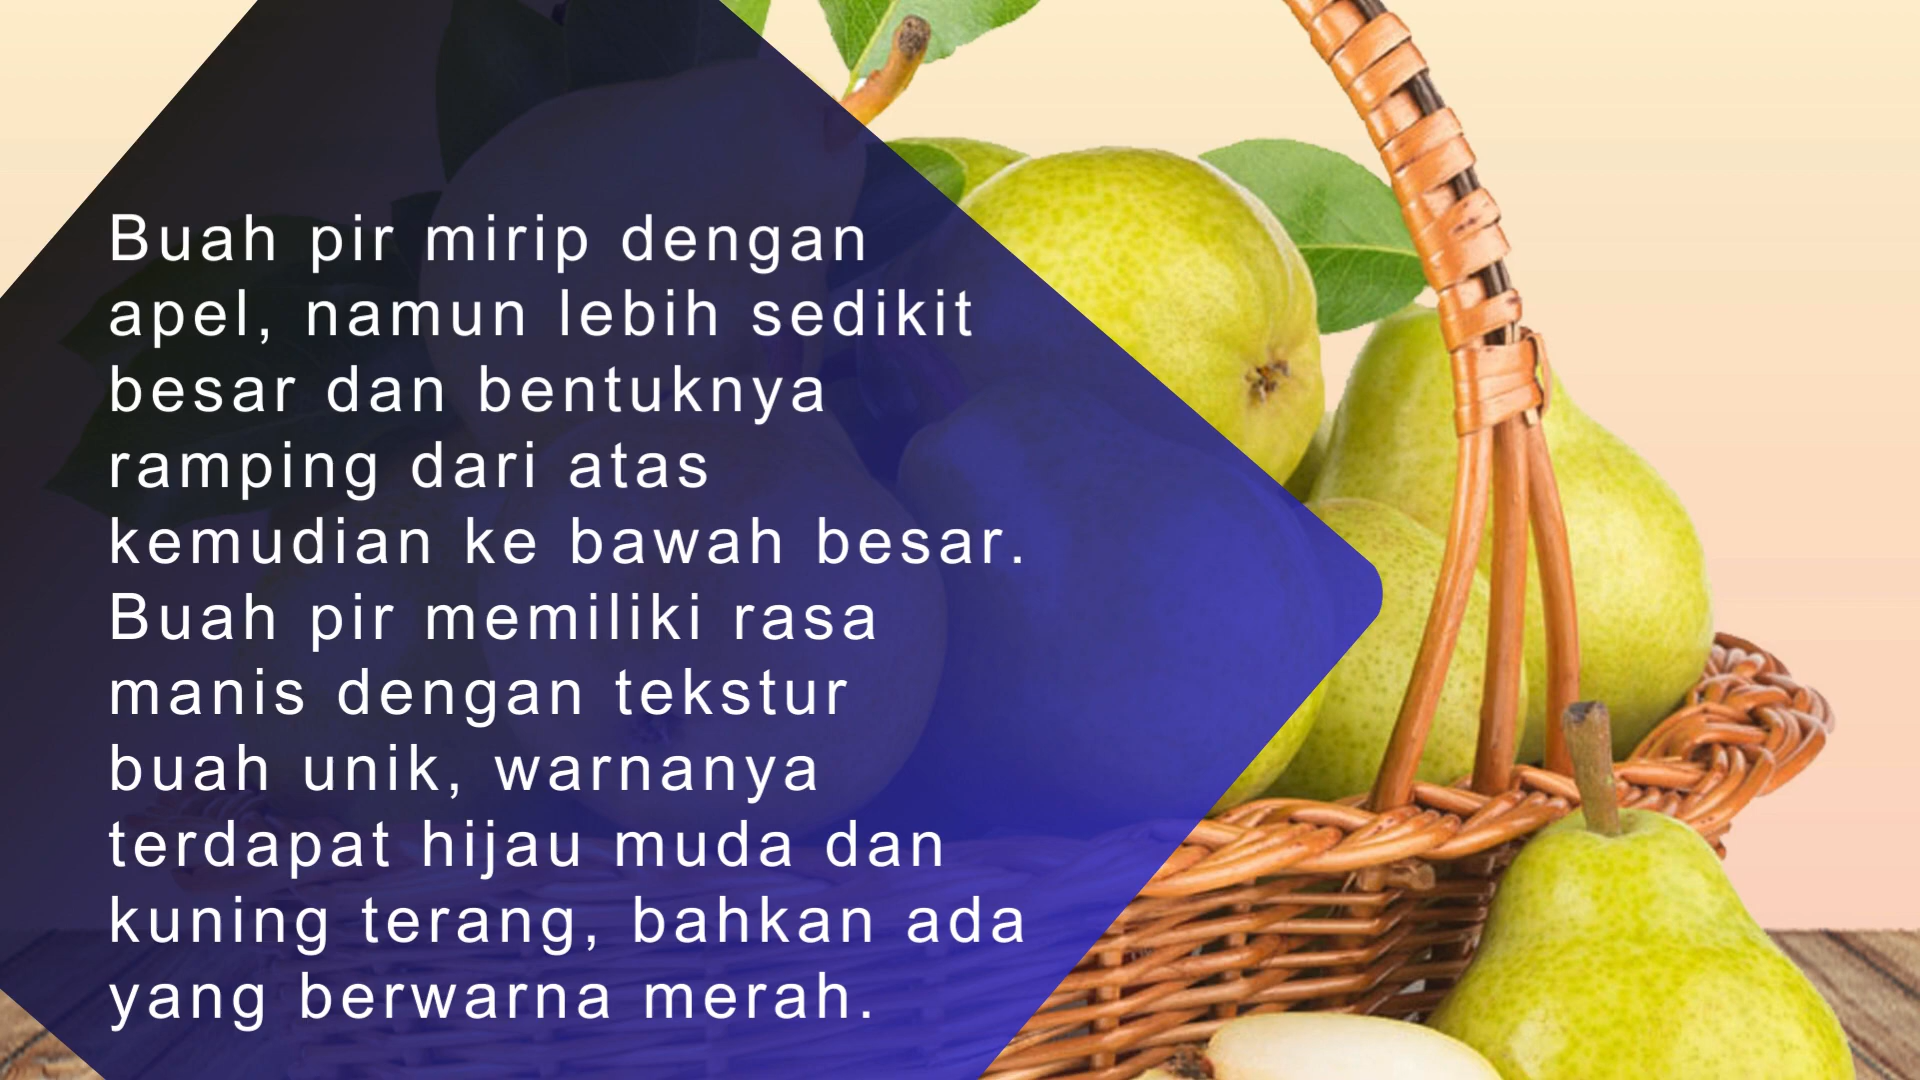 Buah pir mirip dengan
apel, namun lebih sedikit
besar dan bentuknya
ramping dari atas
kemudian ke bawah besar.
Buah pir memiliki rasa
manis dengan tekstur
buah unik, warnanya
terdapat hijau muda dan
kuning terang, bahkan ada
yang berwarna merah.